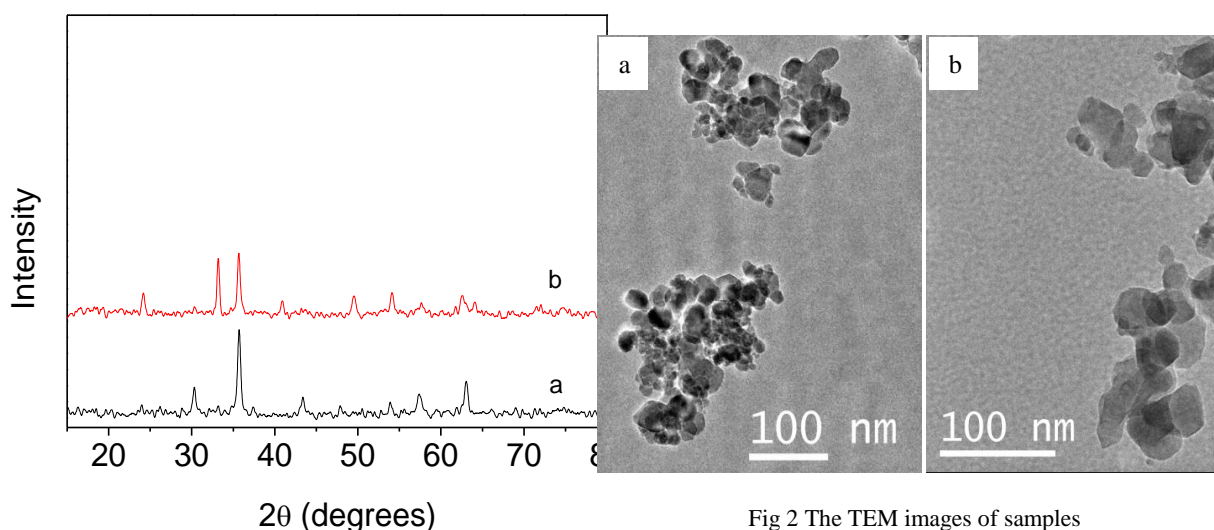 Intensity
b
a
20 30 40 50 60 70 8
2θ (degrees)
a
100 nm
b
100 nm
Fig 2 The TEM images of samples